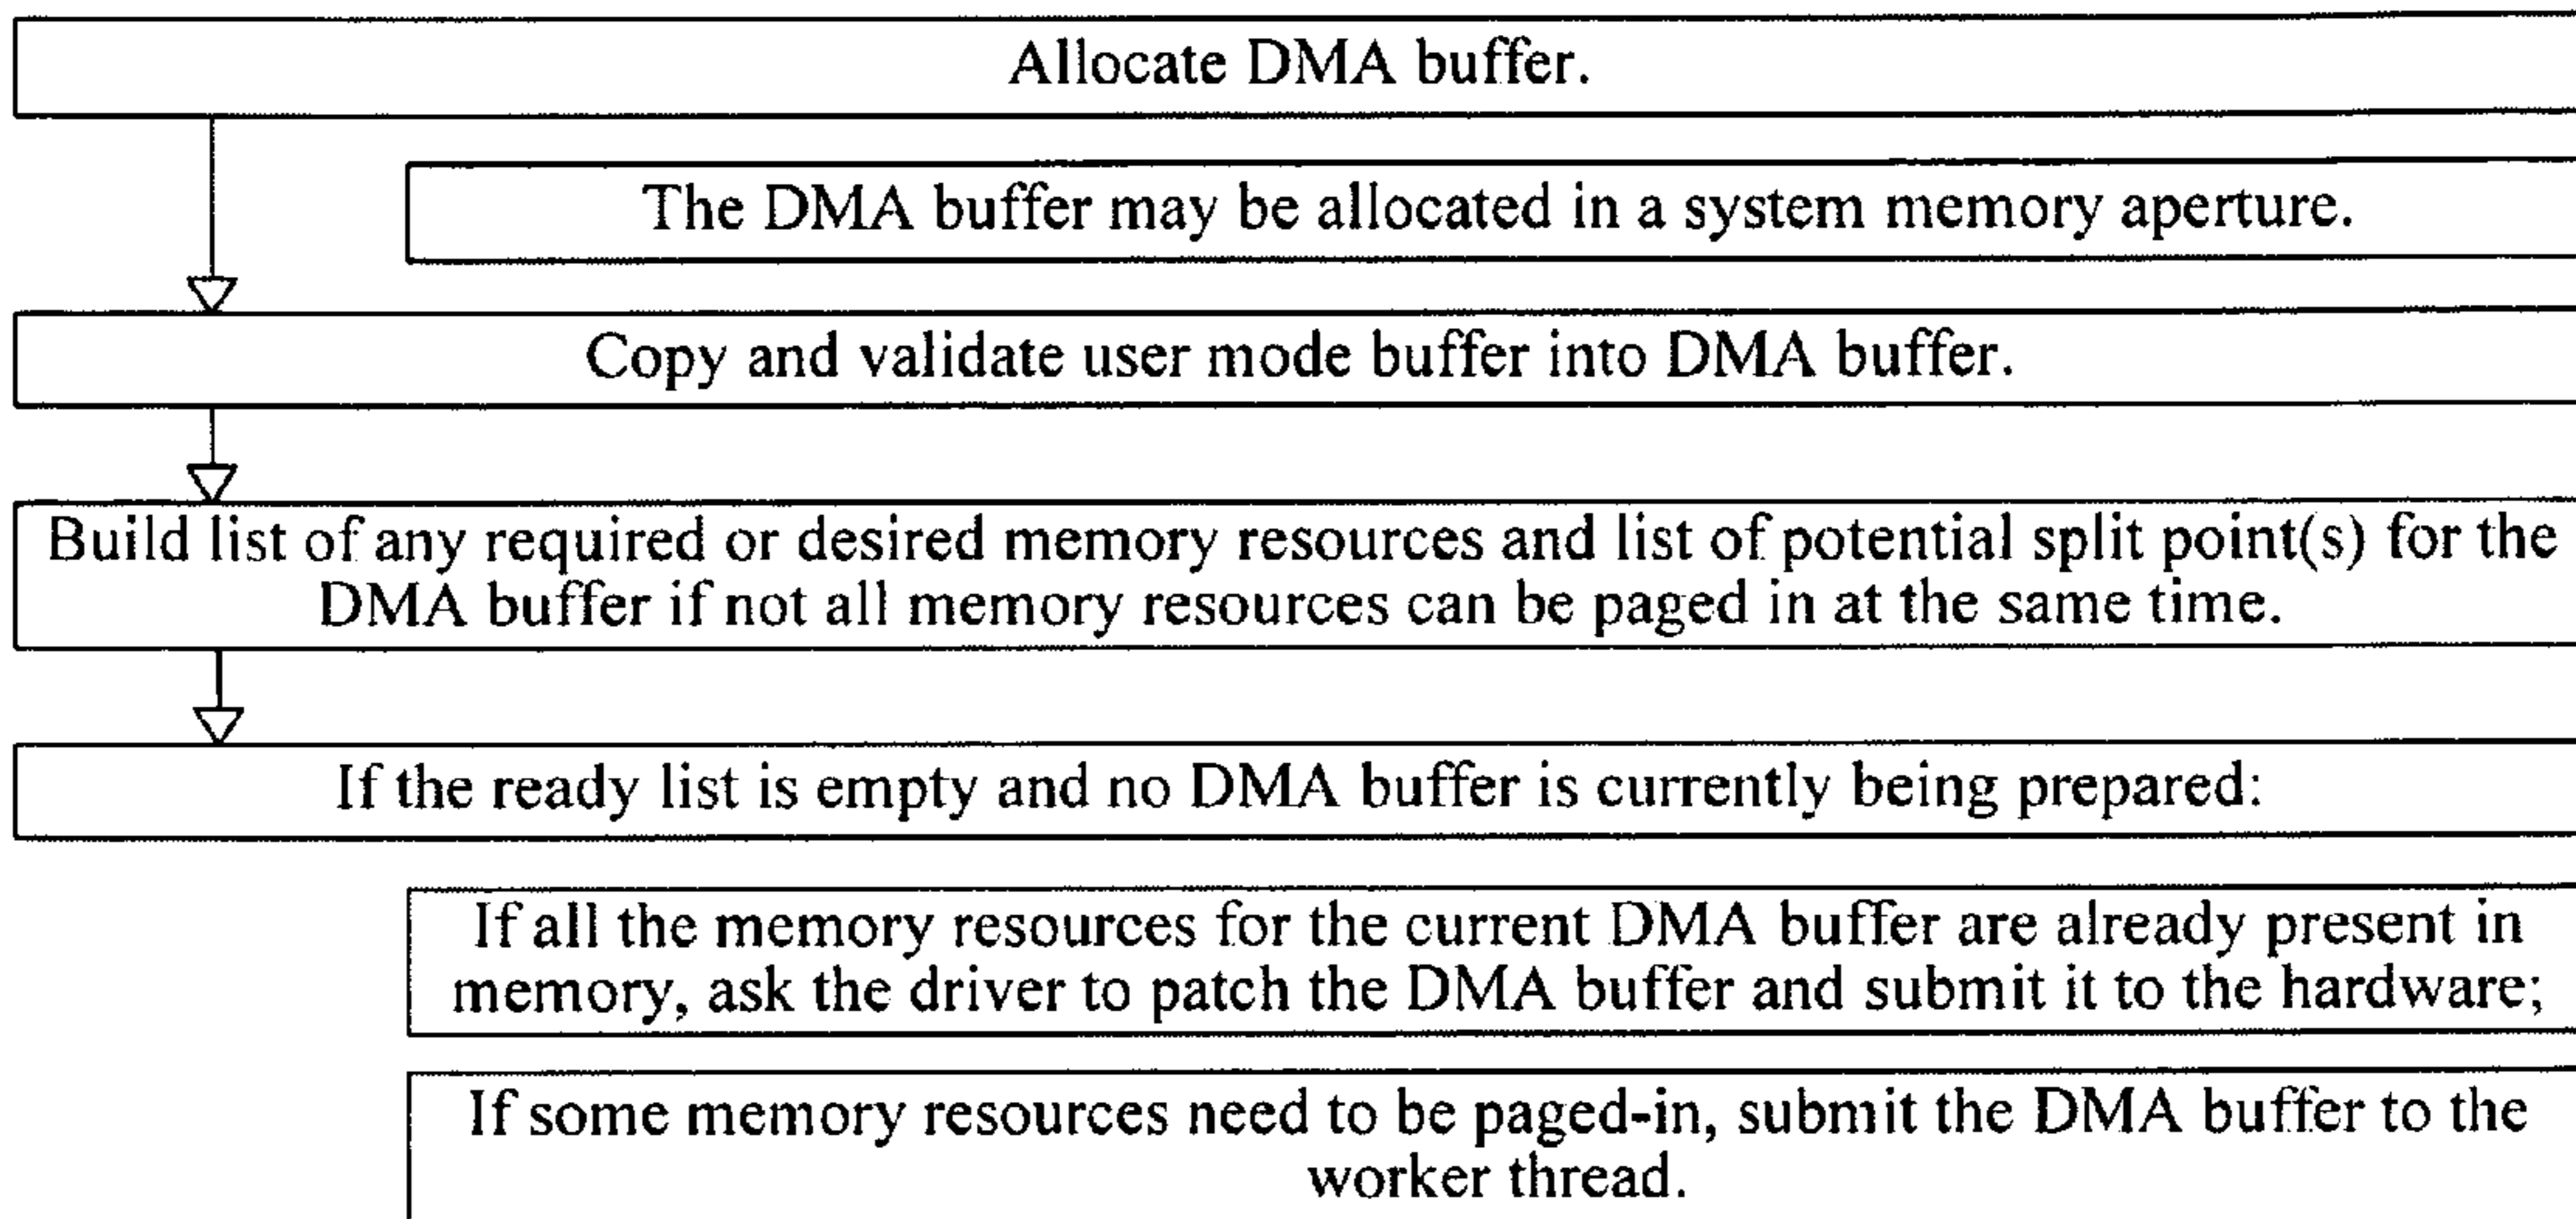 Allocate DMA buffer.
The DMA buffer may be allocated in a system memory aperture.
Copy and validate user mode buffer into DMA buffer.
Build list of any required or desired memory resources and list of potential split point(s) for the
DMA buffer if not all memory resources can be paged in at the same time.
If the ready list is empty and no DMA buffer is currently being prepared:
If all the memory resources for the current DMA buffer are already present in
memory, ask the driver to patch the DMA buffer and submit it to the hardware;
If some memory resources need to be paged-in, submit the DMA buffer to the
worker thread.